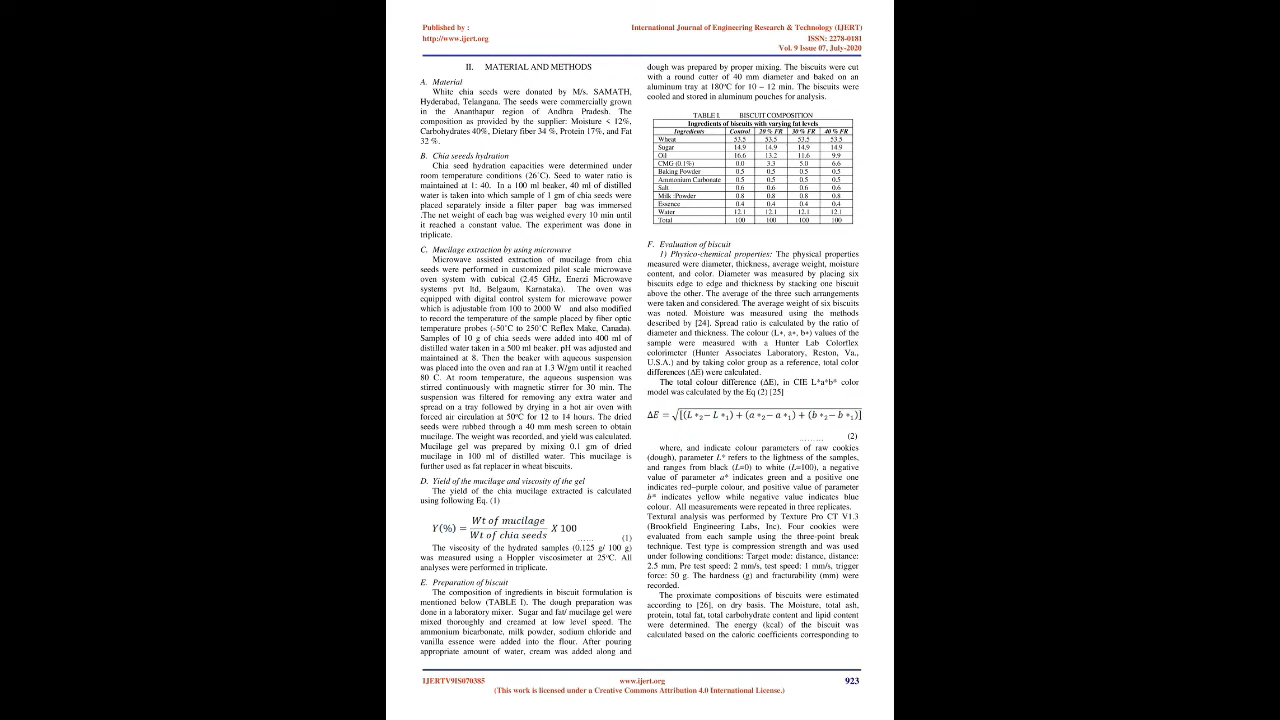 Published by :
http://www.ijert.org
International Journal of Engineering Research & Technology (IJERT)
ISSN: 2278-0181
Vol. 9 Issue 07, July-2020
II. MATERIAL AND METHODS
A. Material
White chia seeds were donated by M/s. SAMATH,
Hyderabad, Telangana. The seeds were commercially grown
in the Ananthapur region of Andhra Pradesh. The
composition as provided by the supplier: Moisture < 12%,
Carbohydrates 40%, Dietary fiber 34 %, Protein 17%, and Fat
32 %.
B. Chia seeeds hydration
Chia seed hydration capacities were determined under
room temperature conditions (26˚C). Seed to water ratio is
maintained at 1: 40. In a 100 ml beaker, 40 ml of distilled
water is taken into which sample of 1 gm of chia seeds were
placed separately inside a filter paper bag was immersed
.The net weight of each bag was weighed every 10 min until
it reached a constant value. The experiment was done in
triplicate.
C. Mucilage extraction by using microwave
Microwave assisted extraction of mucilage from chia
seeds were performed in customized pilot scale microwave
oven system with cubical (2.45 GHz, Enerzi Microwave
systems pvt ltd, Belgaum, Karnataka). The oven was
equipped with digital control system for microwave power
which is adjustable from 100 to 2000 W and also modified
to record the temperature of the sample placed by fiber optic
temperature probes (-50˚C to 250˚C Reflex Make, Canada).
Samples of 10 g of chia seeds were added into 400 ml of
distilled water taken in a 500 ml beaker. pH was adjusted and
maintained at 8. Then the beaker with aqueous suspension
was placed into the oven and ran at 1.3 W/gm until it reached
80 C. At room temperature, the aqueous suspension was
stirred continuously with magnetic stirrer for 30 min. The
suspension was filtered for removing any extra water and
spread on a tray followed by drying in a hot air oven with
forced air circulation at 50ºC for 12 to 14 hours. The dried
seeds were rubbed through a 40 mm mesh screen to obtain
mucilage. The weight was recorded, and yield was calculated.
Mucilage gel was prepared by mixing 0.1 gm of dried
mucilage in 100 ml of distilled water. This mucilage is
further used as fat replacer in wheat biscuits.
D. Yield of the mucilage and viscosity of the gel
The yield of the chia mucilage extracted is calculated
using following Eq. (1)
Y(%) = Wt of mucilage / Wt of chia seeds X 100 ...... (1)
The viscosity of the hydrated samples (0.125 g/ 100 g)
was measured using a Hoppler viscosimeter at 25ºC. All
analyses were performed in triplicate.
E. Preparation of biscuit
The composition of ingredients in biscuit formulation is
mentioned below (TABLE I). The dough preparation was
done in a laboratory mixer. Sugar and fat/ mucilage gel were
mixed thoroughly and creamed at low level speed. The
ammonium bicarbonate, milk powder, sodium chloride and
vanilla essence were added into the flour. After pouring
appropriate amount of water, cream was added along and
dough was prepared by proper mixing. The biscuits were cut
with a round cutter of 40 mm diameter and baked on an
aluminum tray at 180ºC for 10 – 12 min. The biscuits were
cooled and stored in aluminum pouches for analysis.
TABLE I. BISCUIT COMPOSITION
Ingredients of biscuits with varying fat levels
Ingredients Control 20 % FR 30 % FR 40 % FR
Wheat 53.5 53.5 53.5 53.5
Sugar 14.9 14.9 14.9 14.9
Oil 16.6 13.2 11.6 9.9
CMG (0.1%) 0.0 3.3 5.0 6.6
Baking Powder 0.5 0.5 0.5 0.5
Ammonium Carbonate 0.5 0.5 0.5 0.5
Salt 0.6 0.6 0.6 0.6
Milk :Powder 0.8 0.8 0.8 0.8
Essence 0.4 0.4 0.4 0.4
Water 12.1 12.1 12.1 12.1
Total 100 100 100 100
F. Evaluation of biscuit
1) Physico-chemical properties: The physical properties
measured were diameter, thickness, average weight, moisture
content, and color. Diameter was measured by placing six
biscuits edge to edge and thickness by stacking one biscuit
above the other. The average of the three such arrangements
were taken and considered. The average weight of six biscuits
was noted. Moisture was measured using the methods
described by [24]. Spread ratio is calculated by the ratio of
diameter and thickness. The colour (L∗, a∗, b∗) values of the
sample were measured with a Hunter Lab Colorflex
colorimeter (Hunter Associates Laboratory, Reston, Va.,
U.S.A.) and by taking color group as a reference, total color
differences (ΔE) were calculated.
The total colour difference (ΔE), in CIE L*a*b* color
model was calculated by the Eq (2) [25]
ΔE = √[(L ∗₂− L ∗₁) + (a ∗₂− a ∗₁) + (b ∗₂− b ∗₁)]
......... (2)
where, and indicate colour parameters of raw cookies
(dough), parameter L* refers to the lightness of the samples,
and ranges from black (L=0) to white (L=100), a negative
value of parameter a* indicates green and a positive one
indicates red−purple colour, and positive value of parameter
b* indicates yellow while negative value indicates blue
colour. All measurements were repeated in three replicates.
Textural analysis was performed by Texture Pro CT V1.3
(Brookfield Engineering Labs, Inc). Four cookies were
evaluated from each sample using the three-point break
technique. Test type is compression strength and was used
under following conditions: Target mode: distance, distance:
2.5 mm, Pre test speed: 2 mm/s, test speed: 1 mm/s, trigger
force: 50 g. The hardness (g) and fracturability (mm) were
recorded.
The proximate compositions of biscuits were estimated
according to [26], on dry basis. The Moisture, total ash,
protein, total fat, total carbohydrate content and lipid content
were determined. The energy (kcal) of the biscuit was
calculated based on the caloric coefficients corresponding to
IJERTV9IS070385
www.ijert.org
923
(This work is licensed under a Creative Commons Attribution 4.0 International License.)